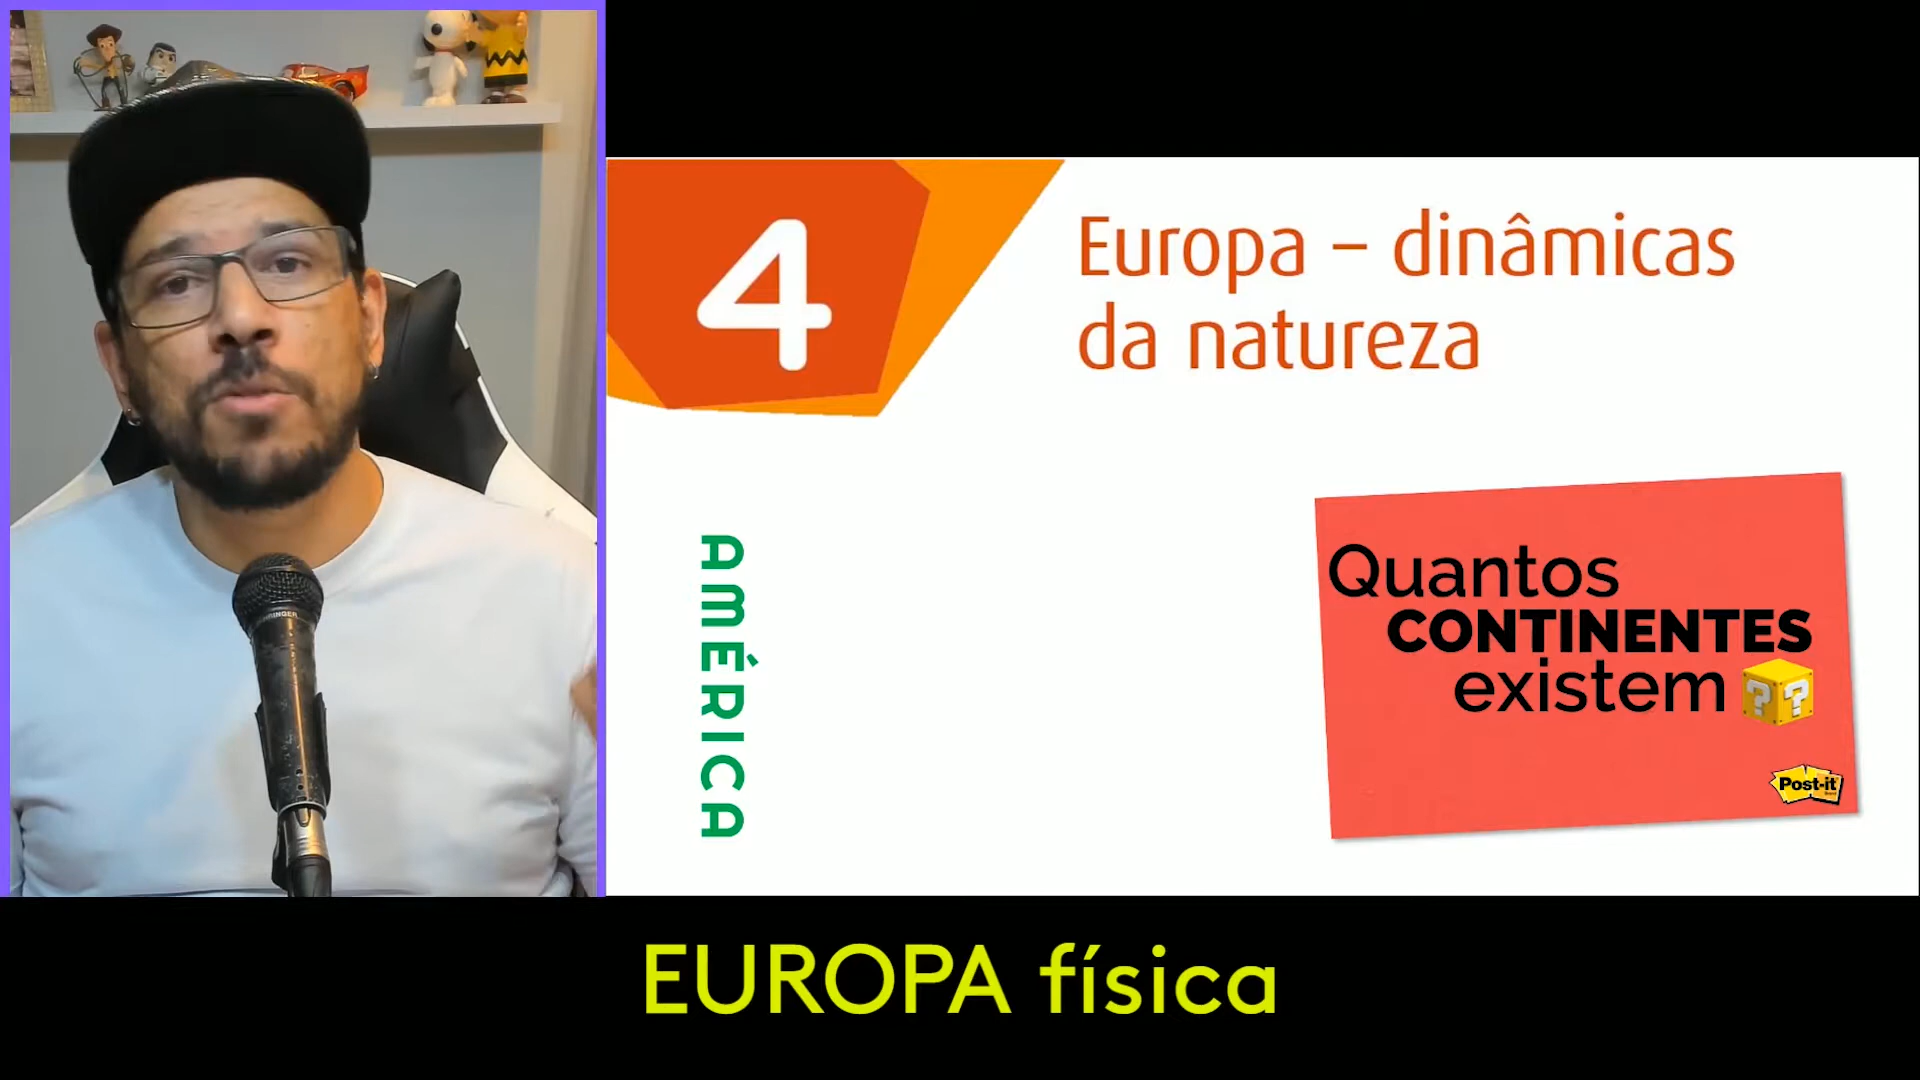 4
Europa – dinâmicas
da natureza
AMÉRICA
Quantos
CONTINENTES
existem
? ?
Post-it
EUROPA física